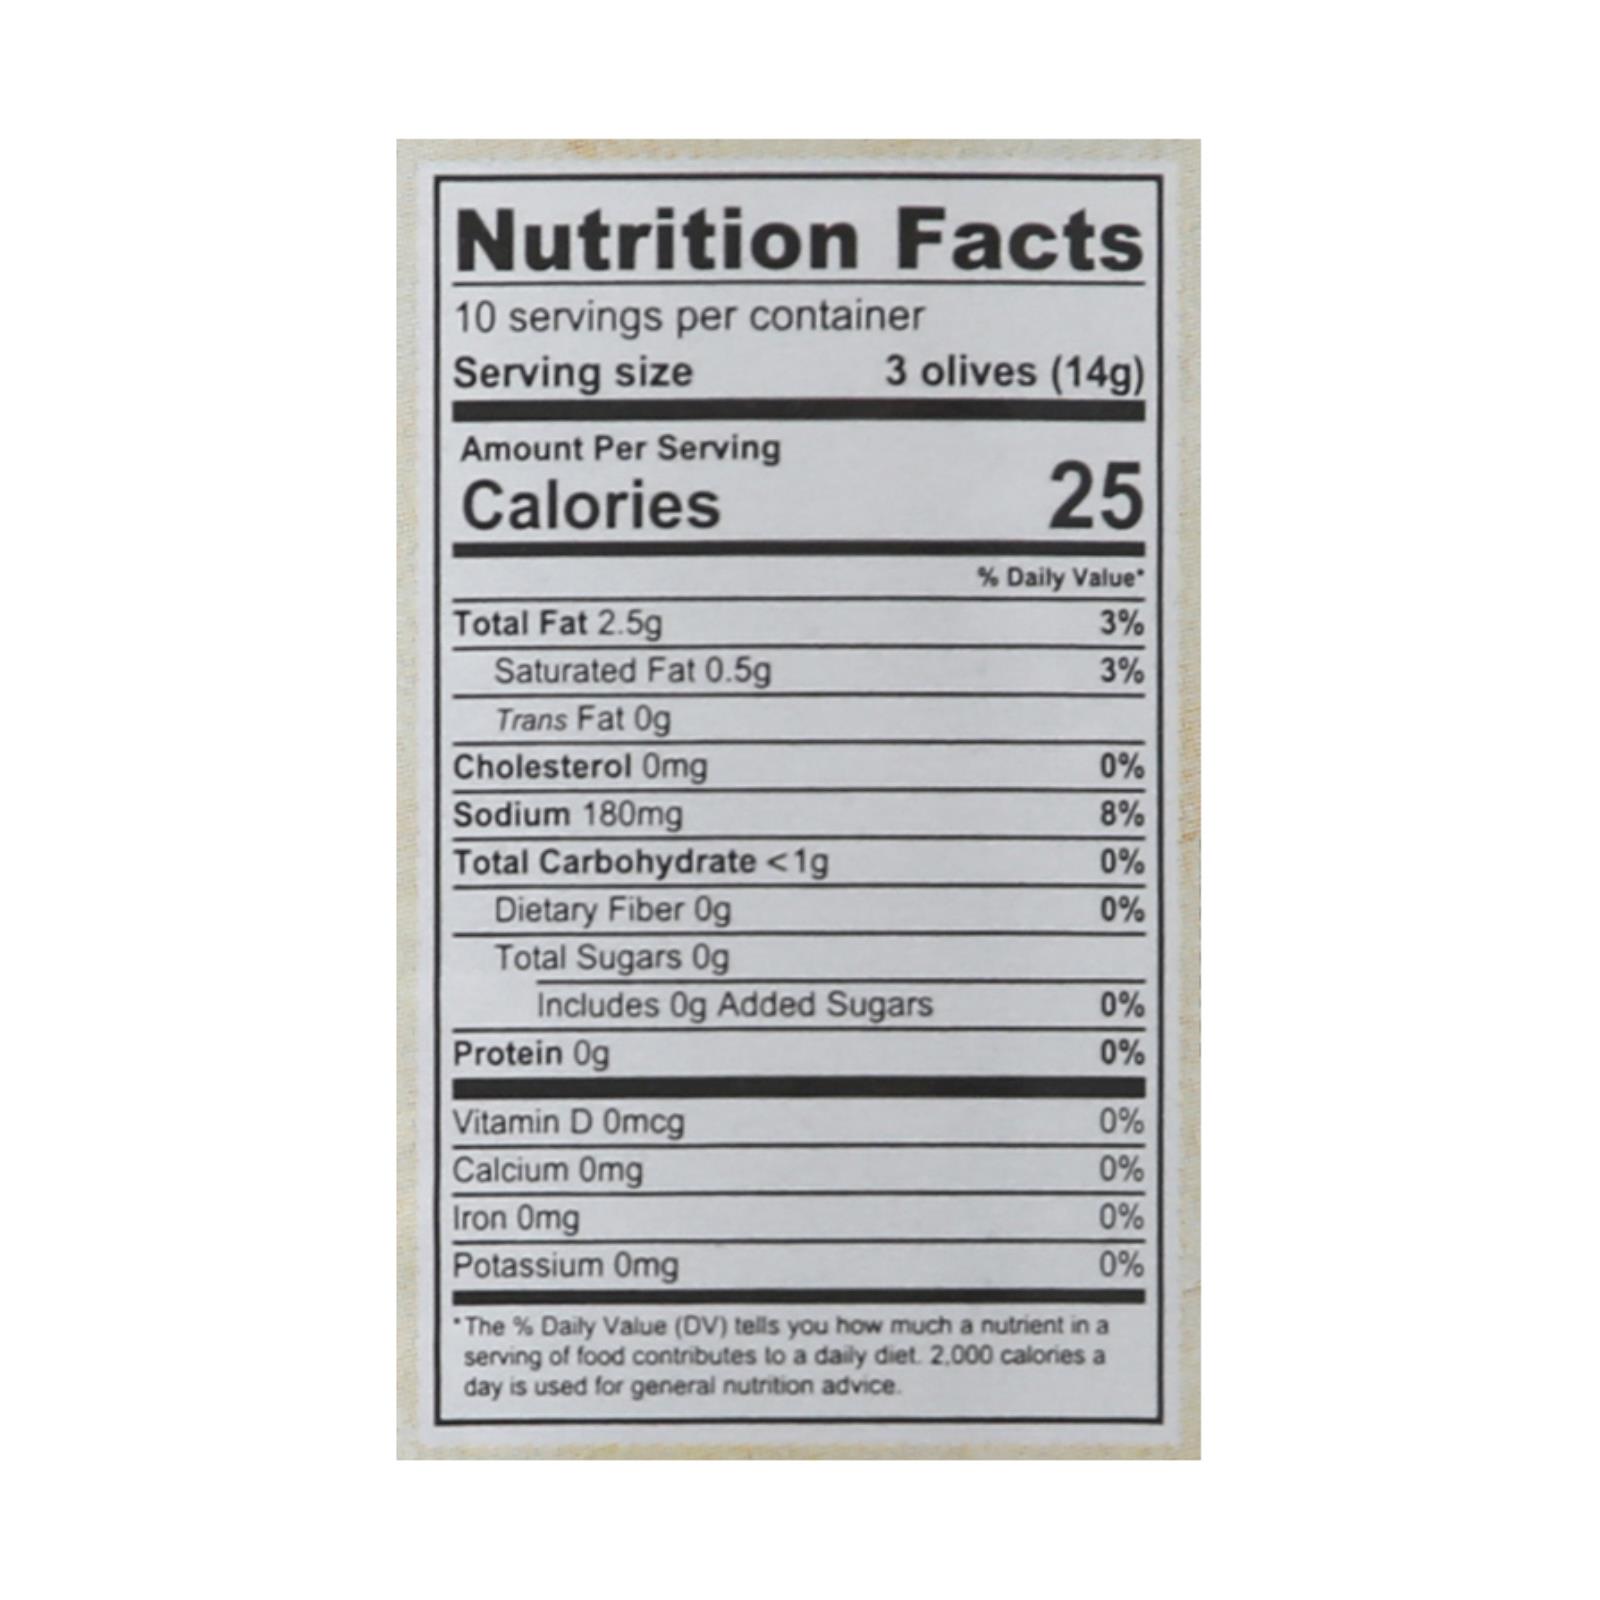 Nutrition Facts
10 servings per container
Serving size 3 olives (14g)
Amount Per Serving
Calories 25
% Daily Value*
Total Fat 2.5g 3%
Saturated Fat 0.5g 3%
Trans Fat 0g
Cholesterol 0mg 0%
Sodium 180mg 8%
Total Carbohydrate <1g 0%
Dietary Fiber 0g 0%
Total Sugars 0g
Includes 0g Added Sugars 0%
Protein 0g 0%
Vitamin D 0mcg 0%
Calcium 0mg 0%
Iron 0mg 0%
Potassium 0mg 0%
*The % Daily Value (DV) tells you how much a nutrient in a
serving of food contributes to a daily diet. 2,000 calories a
day is used for general nutrition advice.